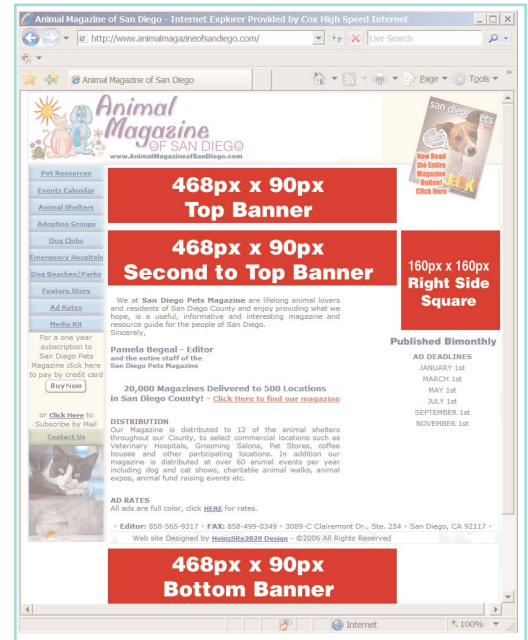 Animal Magazine of San Diego - Internet Explorer Provided by Cox High Speed Internet
http://www.animalmagazineofsandiego.com/
Live Search
Animal Magazine of San Diego
Page
Tools
Animal
Magazine
OF SAN DIEGO
www.AnimalMagazineofSanDiego.com
san diego pets
Now Read
the Entire
Magazine
Online!
Click Here
JACK
Pet Resources
Events Calendar
Animal Shelters
Adoption Groups
Dog Clubs
Emergency Hospitals
Dog Beaches/Parks
Feature Story
Ad Rates
Media Kit
For a one year
subscription to
San Diego Pets
Magazine click here
to pay by credit card
Buy Now
or Click Here to
Subscribe by Mail
Contact Us
468px x 90px
Top Banner
468px x 90px
Second to Top Banner
160px x 160px
Right Side
Square
We at San Diego Pets Magazine are lifelong animal lovers
and residents of San Diego County and enjoy providing what we
hope, is a useful, informative and interesting magazine and
resource guide for the people of San Diego.
Sincerely,
Pamela Begeal - Editor
and the entire staff of the
San Diego Pets Magazine
20,000 Magazines Delivered to 500 Locations
in San Diego County! - Click Here to find our magazine
Published Bimonthly
AD DEADLINES
JANUARY 1st
MARCH 1st
MAY 1st
JULY 1st
SEPTEMBER 1st
NOVEMBER 1st
DISTRIBUTION
Our Magazine is distributed to 12 of the animal shelters
throughout our County, to select commercial locations such as
Veterinary Hospitals, Grooming Salons, Pet Stores, coffee
houses and other participating locations. In addition our
magazine is distributed at over 60 animal events per year
including dog and cat shows, charitable animal walks, animal
expos, animal fund raising events etc.
AD RATES
All ads are full color, click HERE for rates.
• Editor: 858-565-9317 • FAX: 858-499-0349 • 3089-C Clairemont Dr., Ste. 254 • San Diego, CA 92117 •
Web site Designed by HeinzSite2020 Design - ©2006 All Rights Reserved
468px x 90px
Bottom Banner
Internet
100%